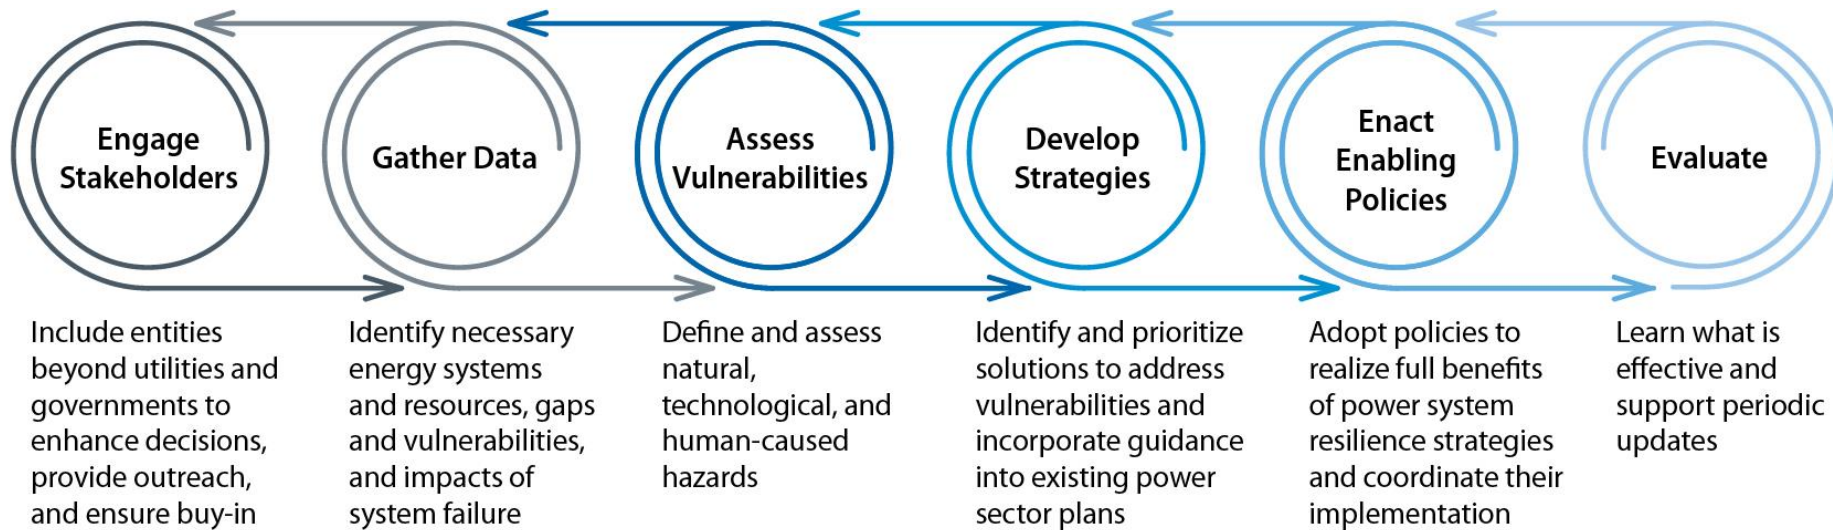 Engage
Stakeholders
Gather Data
Assess
Vulnerabilities
Develop
Strategies
Enact
Enabling
Policies
Evaluate
Include entities
beyond utilities and
governments to
enhance decisions,
provide outreach,
and ensure buy-in
Identify necessary
energy systems
and resources, gaps
and vulnerabilities,
and impacts of
system failure
Define and assess
natural,
technological, and
human-caused
hazards
Identify and prioritize
solutions to address
vulnerabilities and
incorporate guidance
into existing power
sector plans
Adopt policies to
realize full benefits
of power system
resilience strategies
and coordinate their
implementation
Learn what is
effective and
support periodic
updates